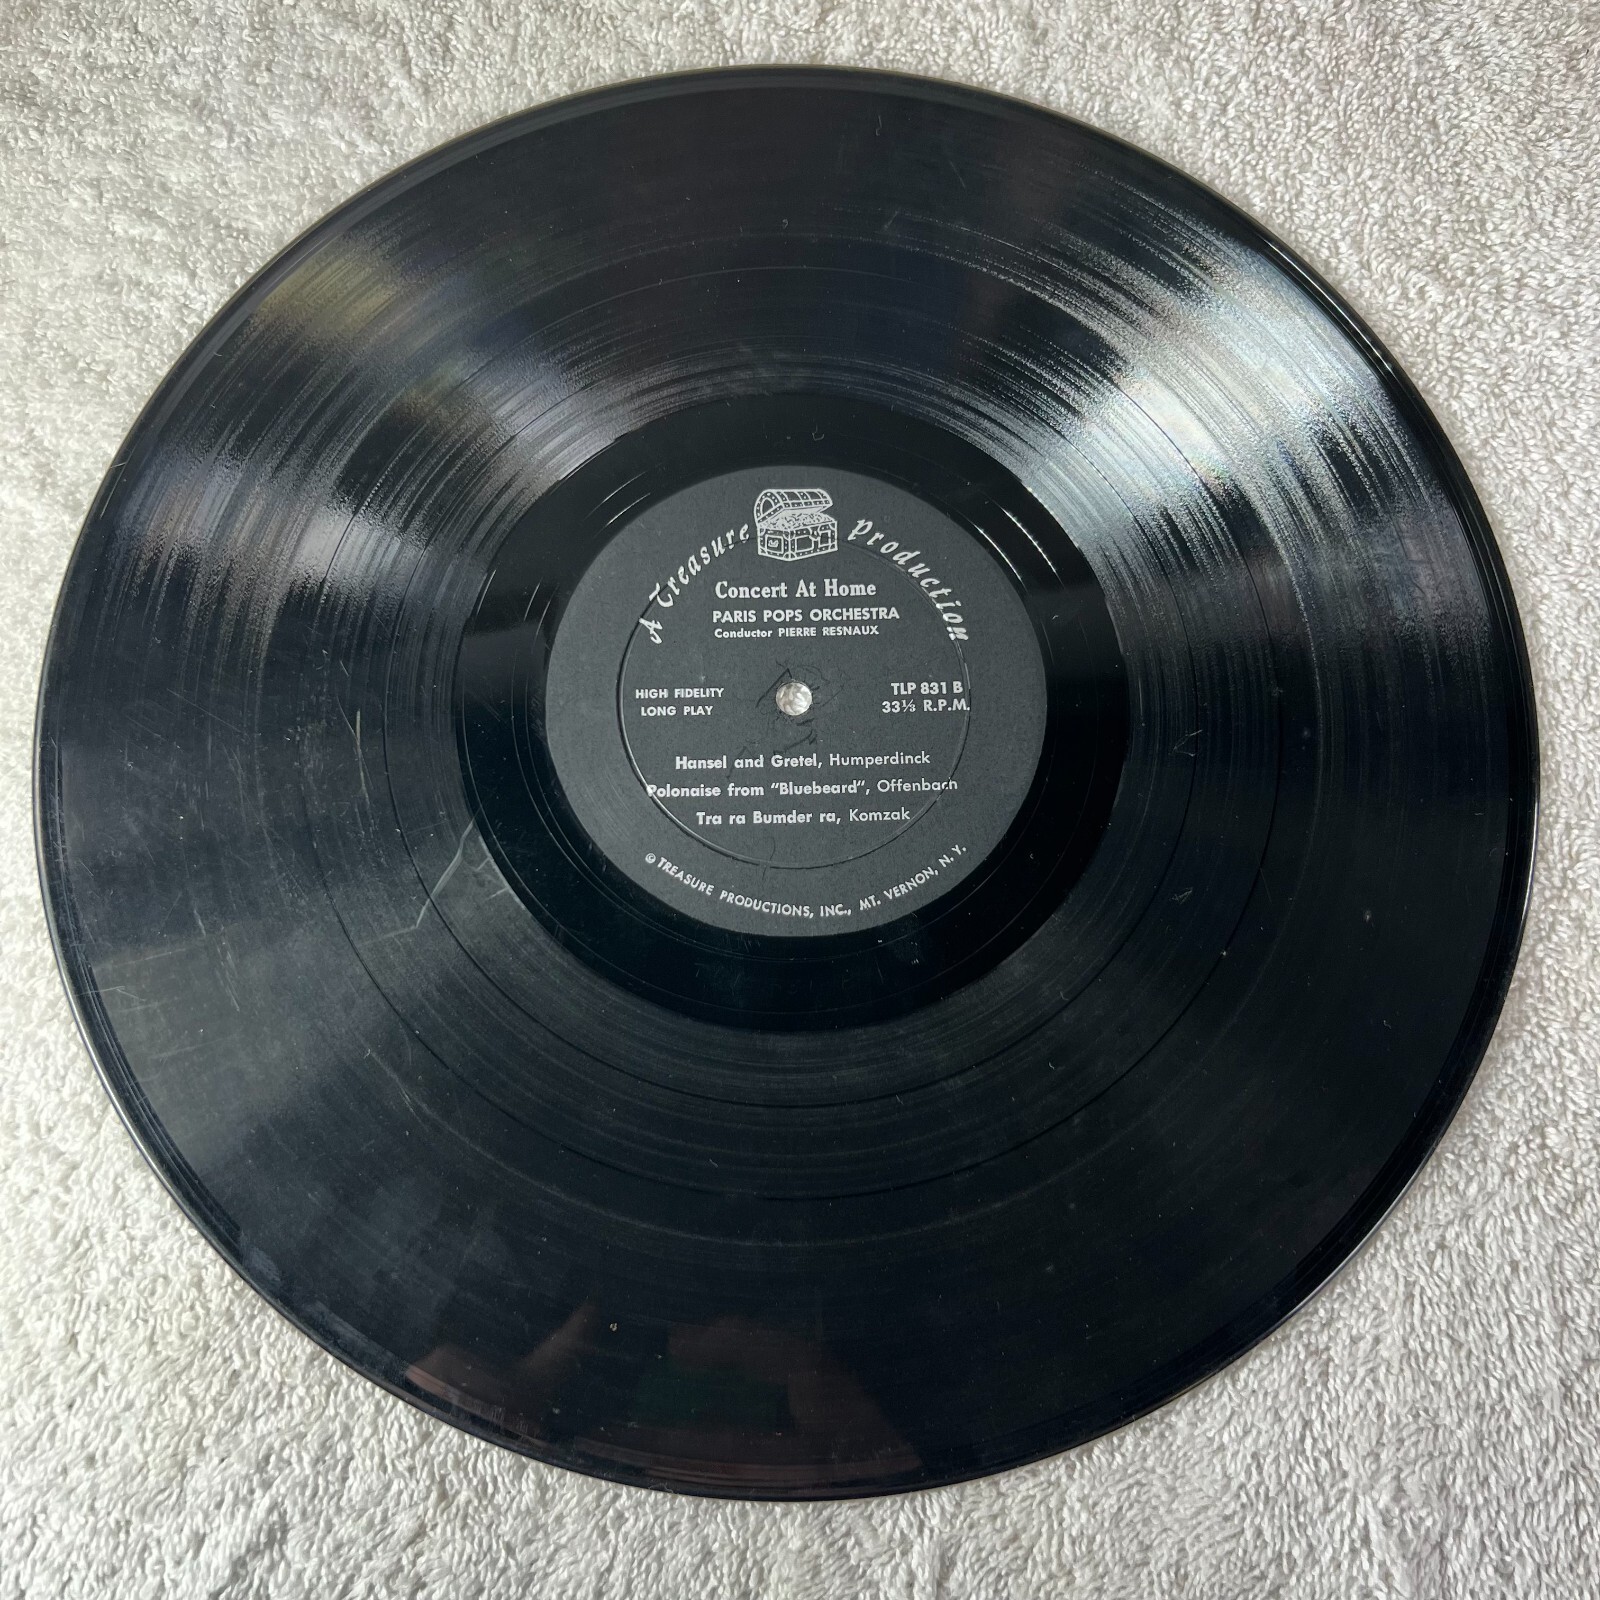 A Treasure Production
Concert At Home
PARIS POPS ORCHESTRA
Conductor PIERRE RESNAUX
HIGH FIDELITY
LONG PLAY
TLP 831 B
33⅓ R.P.M.
Hansel and Gretel, Humperdinck
Polonaise from "Bluebeard", Offenbach
Tra ra Bumder ra, Komzak
© TREASURE PRODUCTIONS, INC., MT. VERNON, N. Y.